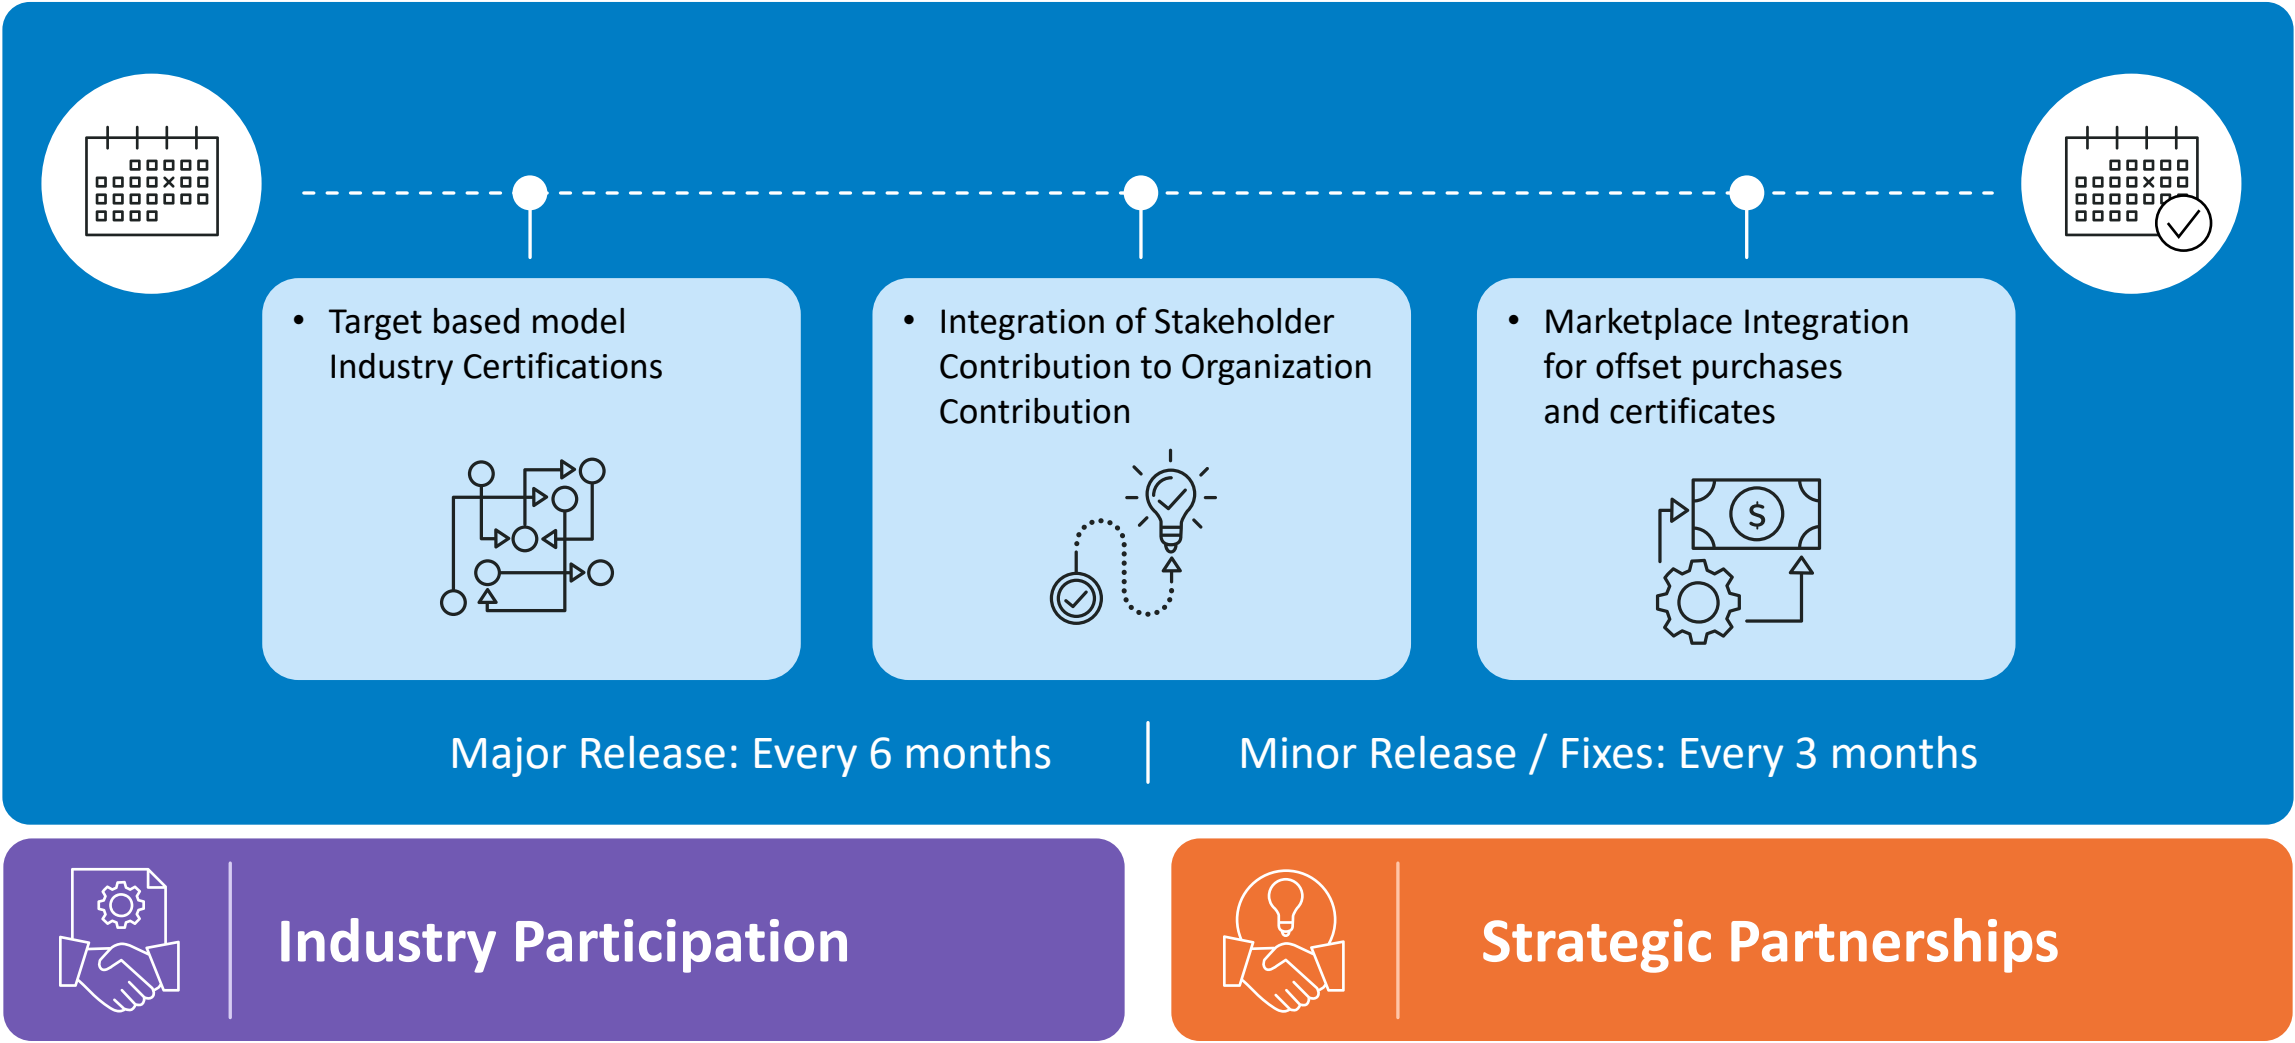 • Target based model
Industry Certifications
• Integration of Stakeholder
Contribution to Organization
Contribution
• Marketplace Integration
for offset purchases
and certificates
$
Major Release: Every 6 months
Minor Release / Fixes: Every 3 months
Industry Participation
Strategic Partnerships